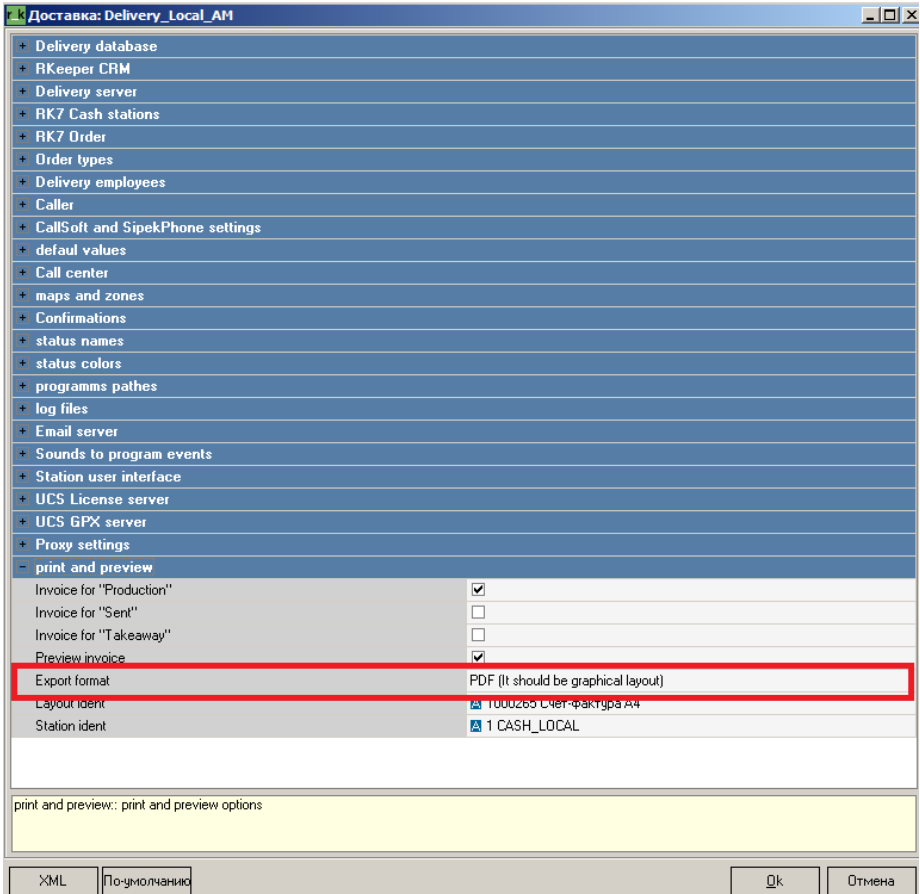 r_k Доставка: Delivery_Local_AM
Delivery database
RKeeper CRM
Delivery server
RK7 Cash stations
RK7 Order
Order types
Delivery employees
Caller
CallSoft and SipekPhone settings
defaul values
Call center
maps and zones
Confirmations
status names
status colors
programms pathes
log files
Email server
Sounds to program events
Station user interface
UCS License server
UCS GPX server
Proxy settings
print and preview
Invoice for "Production"
Invoice for "Sent"
Invoice for "Takeaway"
Preview invoice
Export format PDF (It should be graphical layout)
Layout ident A 1000265 Счет-фактура А4
Station ident A 1 CASH_LOCAL
print and preview:: print and preview options
XML По-умолчанию Ok Отмена